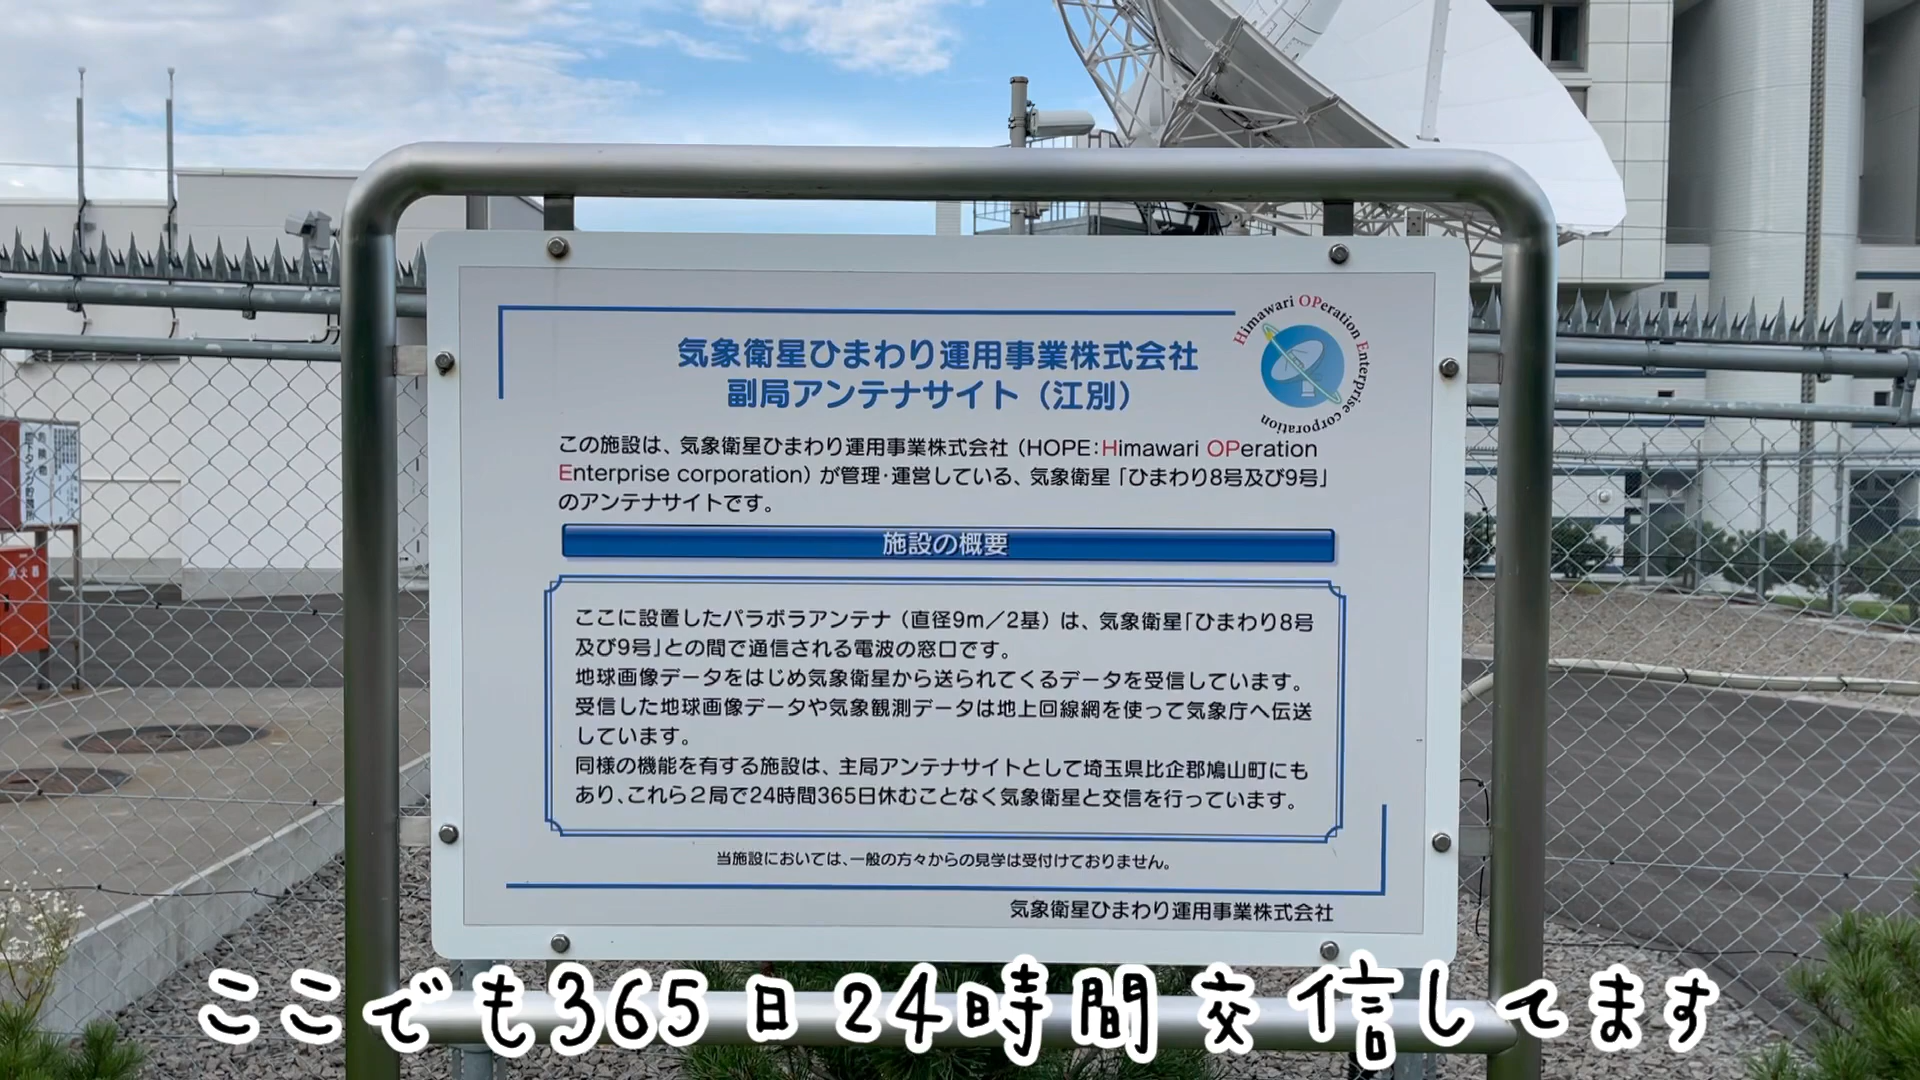 気象衛星ひまわり運用事業株式会社
副局アンテナサイト（江別）
Himawari OPeration Enterprise corporation
この施設は、気象衛星ひまわり運用事業株式会社（HOPE：Himawari OPeration
Enterprise corporation）が管理・運営している、気象衛星「ひまわり8号及び9号」
のアンテナサイトです。
施設の概要
ここに設置したパラボラアンテナ（直径9m／2基）は、気象衛星「ひまわり8号
及び9号」との間で通信される電波の窓口です。
地球画像データをはじめ気象衛星から送られてくるデータを受信しています。
受信した地球画像データや気象観測データは地上回線網を使って気象庁へ伝送
しています。
同様の機能を有する施設は、主局アンテナサイトとして埼玉県比企郡鳩山町にも
あり、これら2局で24時間365日休むことなく気象衛星と交信を行っています。
当施設においては、一般の方々からの見学は受付けておりません。
気象衛星ひまわり運用事業株式会社
ここでも365日24時間交信してます